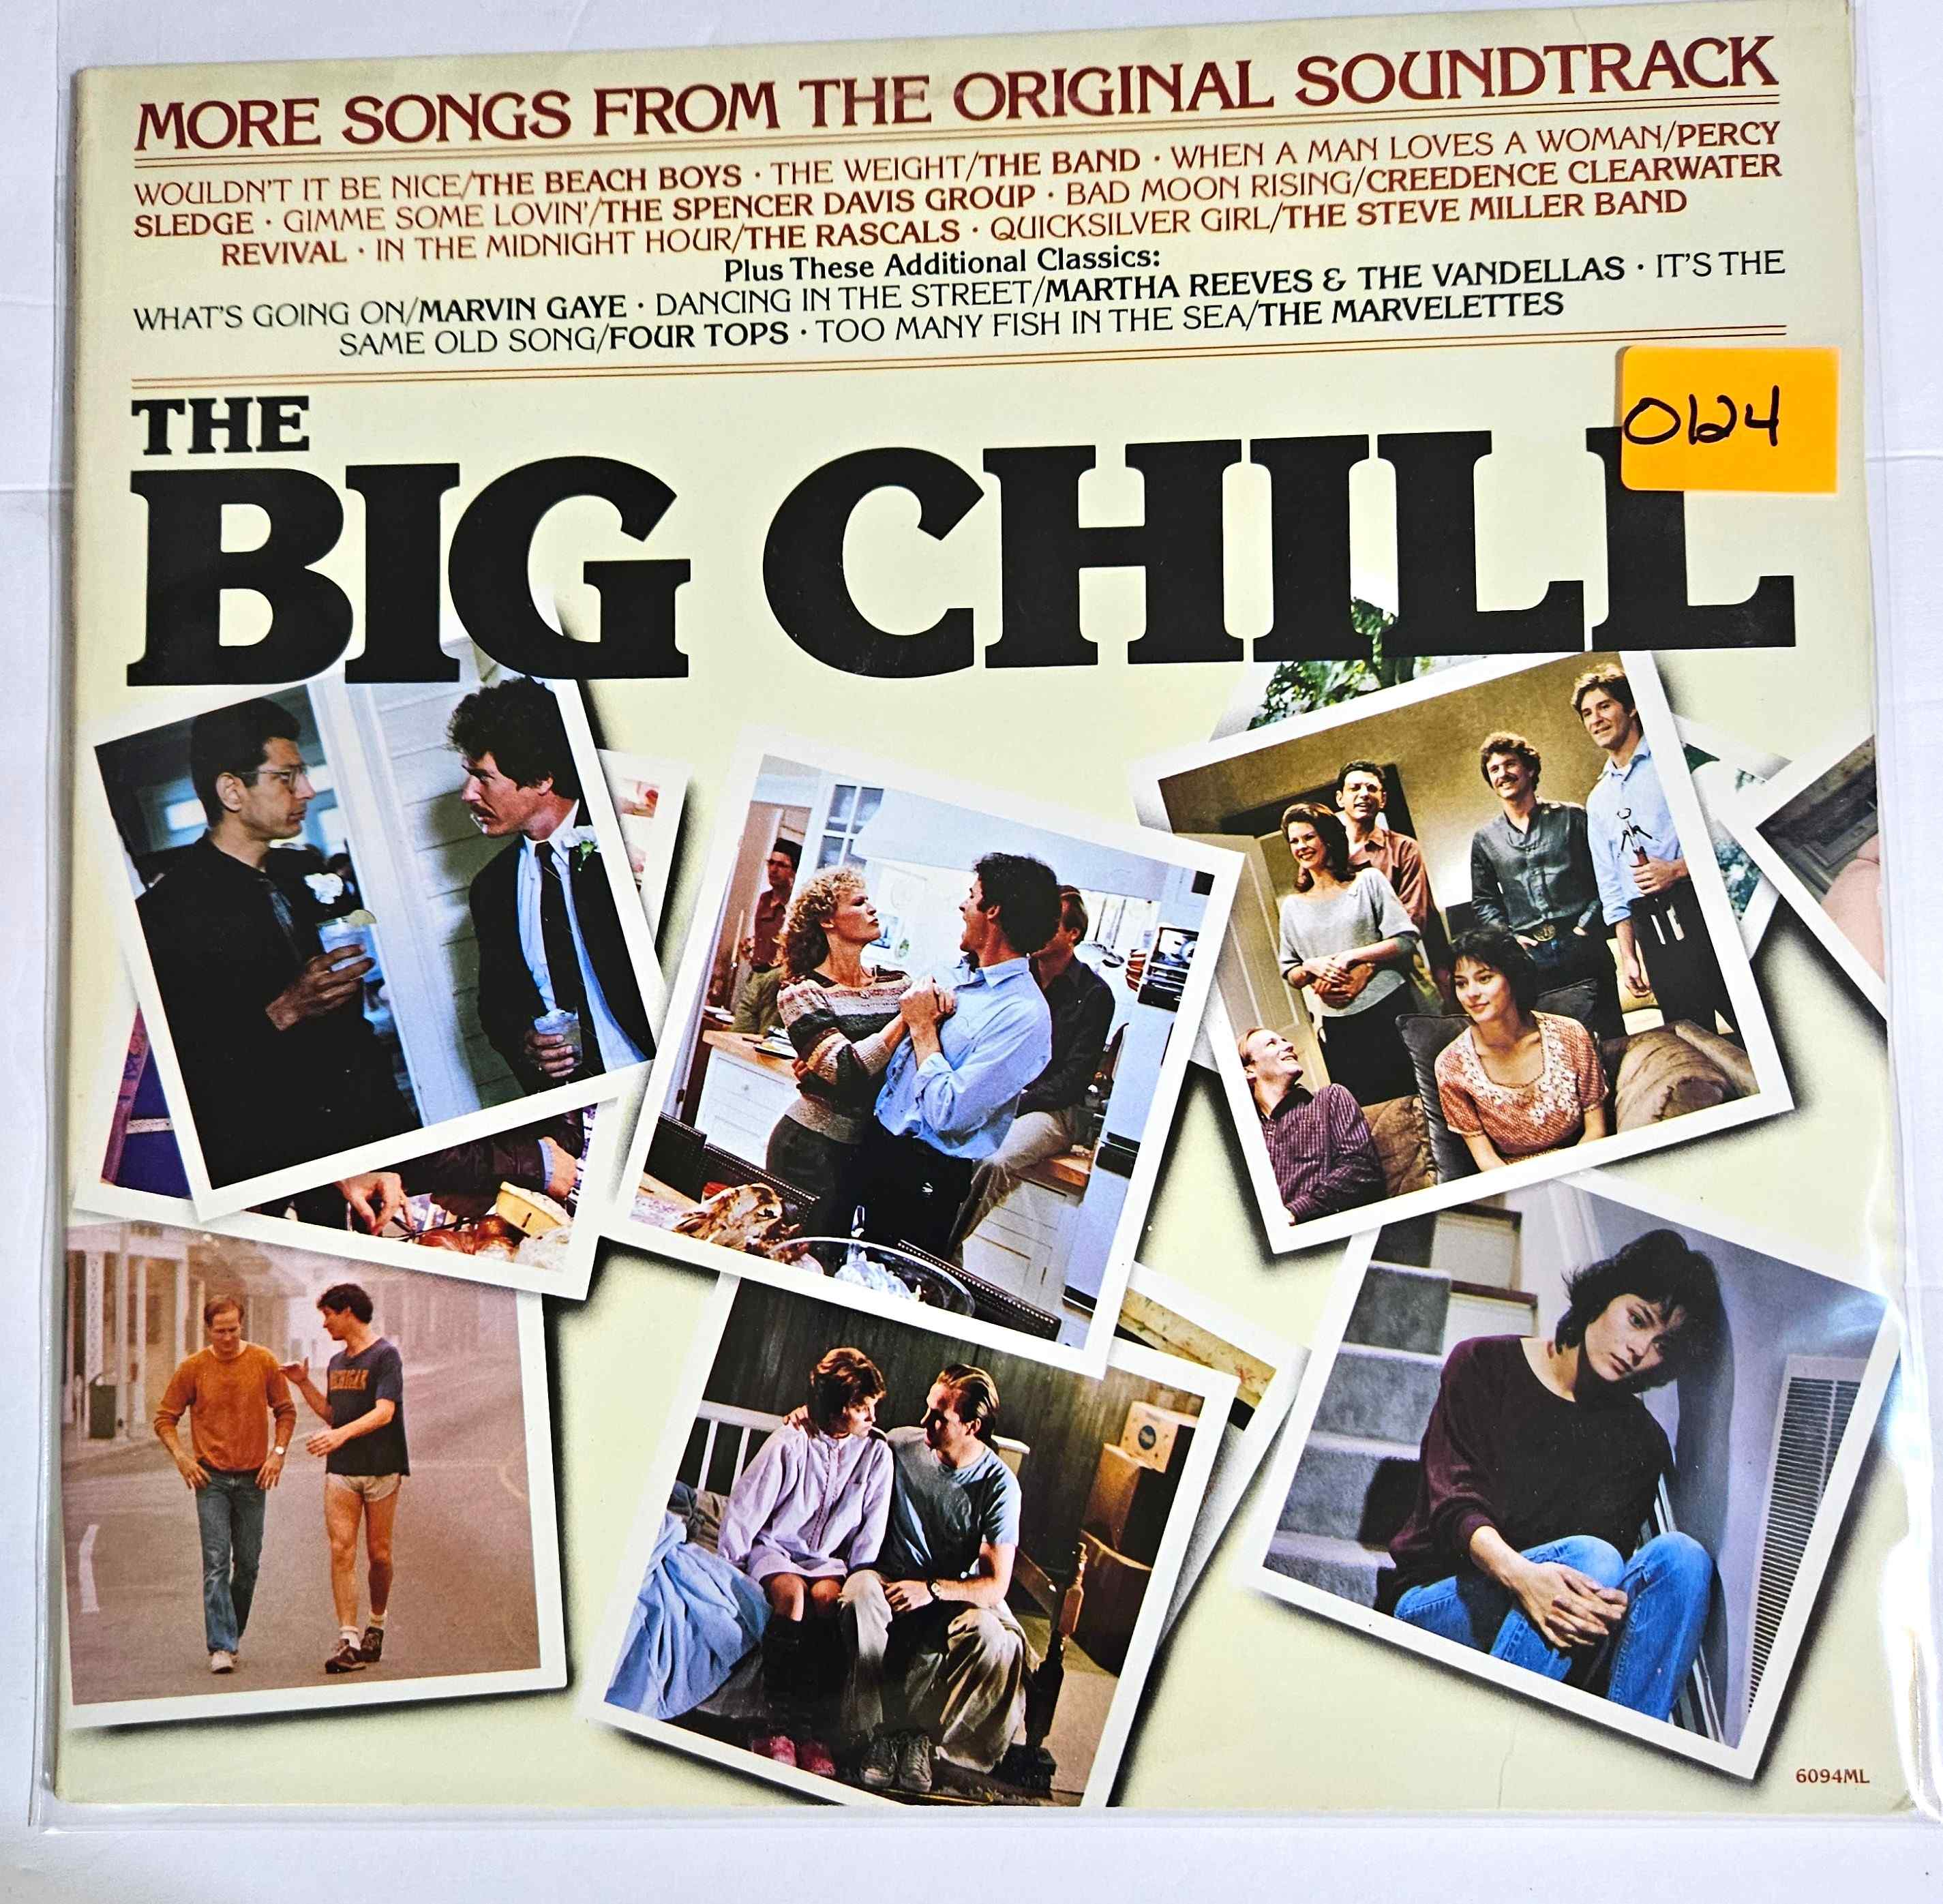 MORE SONGS FROM THE ORIGINAL SOUNDTRACK
WOULDN'T IT BE NICE/THE BEACH BOYS · THE WEIGHT/THE BAND · WHEN A MAN LOVES A WOMAN/PERCY
SLEDGE · GIMME SOME LOVIN'/THE SPENCER DAVIS GROUP · BAD MOON RISING/CREEDENCE CLEARWATER
REVIVAL · IN THE MIDNIGHT HOUR/THE RASCALS · QUICKSILVER GIRL/THE STEVE MILLER BAND
Plus These Additional Classics:
WHAT'S GOING ON/MARVIN GAYE · DANCING IN THE STREET/MARTHA REEVES & THE VANDELLAS · IT'S THE
SAME OLD SONG/FOUR TOPS · TOO MANY FISH IN THE SEA/THE MARVELETTES
THE
BIG CHILL
MICHIGAN
6094ML